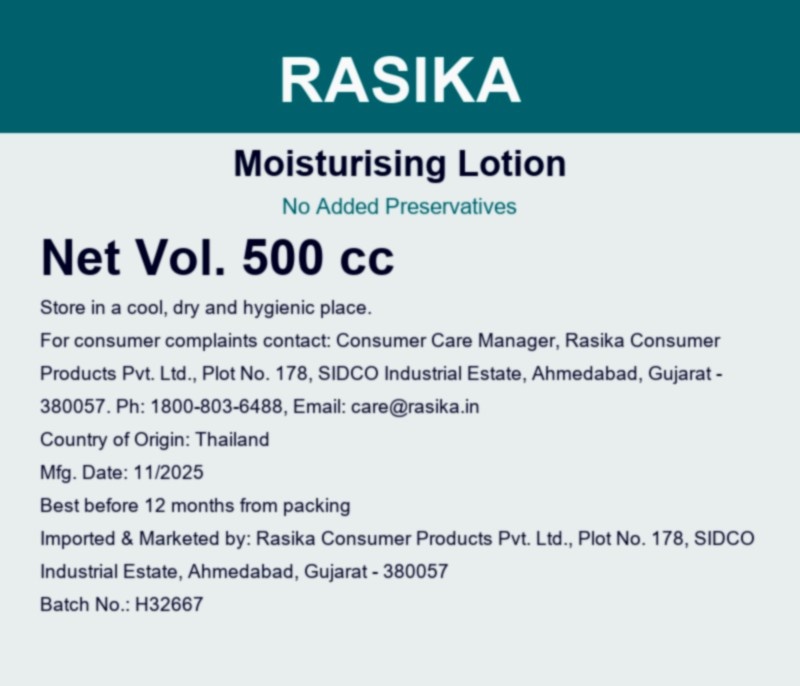 RASIKA
Moisturising Lotion
No Added Preservatives
Net Vol. 500 cc
Store in a cool, dry and hygienic place.
For consumer complaints contact: Consumer Care Manager, Rasika Consumer
Products Pvt. Ltd., Plot No. 178, SIDCO Industrial Estate, Ahmedabad, Gujarat -
380057. Ph: 1800-803-6488, Email: care@rasika.in
Country of Origin: Thailand
Mfg. Date: 11/2025
Best before 12 months from packing
Imported & Marketed by: Rasika Consumer Products Pvt. Ltd., Plot No. 178, SIDCO
Industrial Estate, Ahmedabad, Gujarat - 380057
Batch No.: H32667